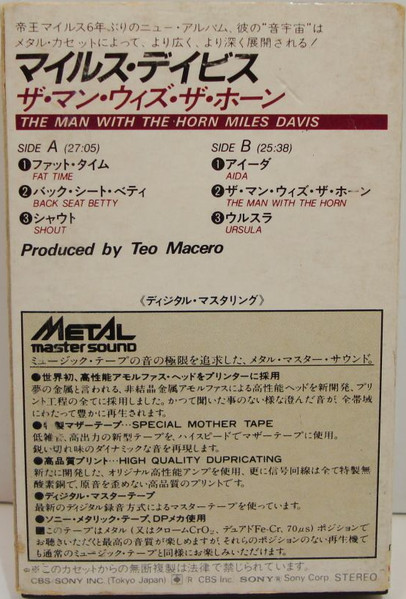 帝王マイルス6年ぶりのニュー・アルバム、彼の“音宇宙”は
メタル・カセットによって、より広く、より深く展開される!
マイルス・デイビス
ザ・マン・ウィズ・ザ・ホーン
THE MAN WITH THE HORN MILES DAVIS
SIDE A (27:05)
❶ファット・タイム
FAT TIME
❷バック・シート・ベティ
BACK SEAT BETTY
❸シャウト
SHOUT
SIDE B (25:38)
❶アイーダ
AIDA
❷ザ・マン・ウィズ・ザ・ホーン
THE MAN WITH THE HORN
❸ウルスラ
URSULA
Produced by Teo Macero
《ディジタル・マスタリング》
METAL
master sound
ミュージック・テープの音の極限を追求した、メタル・マスター・サウンド。
●世界初、高性能アモルファス・ヘッドをプリンターに採用
夢の金属と言われる、非結晶金属アモルファスによる高性能ヘッドを新開発、プ
リント工程の全てに採用しました。かつて聞いた事のない様な澄んだ音が、全帯域
にわたって豊かに再生されます。
製マザーテープ…SPECIAL MOTHER TAPE
低雑音、高出力の新型テープを、ハイスピードでマザーテープに使用。
鋭い切れ味のダイナミックな音を再現します。
●高品質プリント…HIGH QUALITY DUPRICATING
新たに開発した、オリジナル高性能アンプを使用、更に信号回線は全て特製無
酸素銅で、原音を歪めない高品質のプリントです。
●ディジタル・マスターテープ
最新のディジタル録音方式によるマスターテープを使っています。
●ソニー・メタリック・テープ、DPメカ使用
■このテープはメタル(又はクロームCrO₂、デュアドFe-Cr, 70μs)ポジションで
お聴きいただくと最高の音質が楽しめますが、それらのポジションのない再生機で
も通常のミュージック・テープと同様にお楽しみいただけます。
※このカセットからの無断複製は法律で禁じられています。
CBS/SONY INC. (Tokyo Japan) Ⓟ ® CBS Inc. SONY ® Sony Corp. STEREO